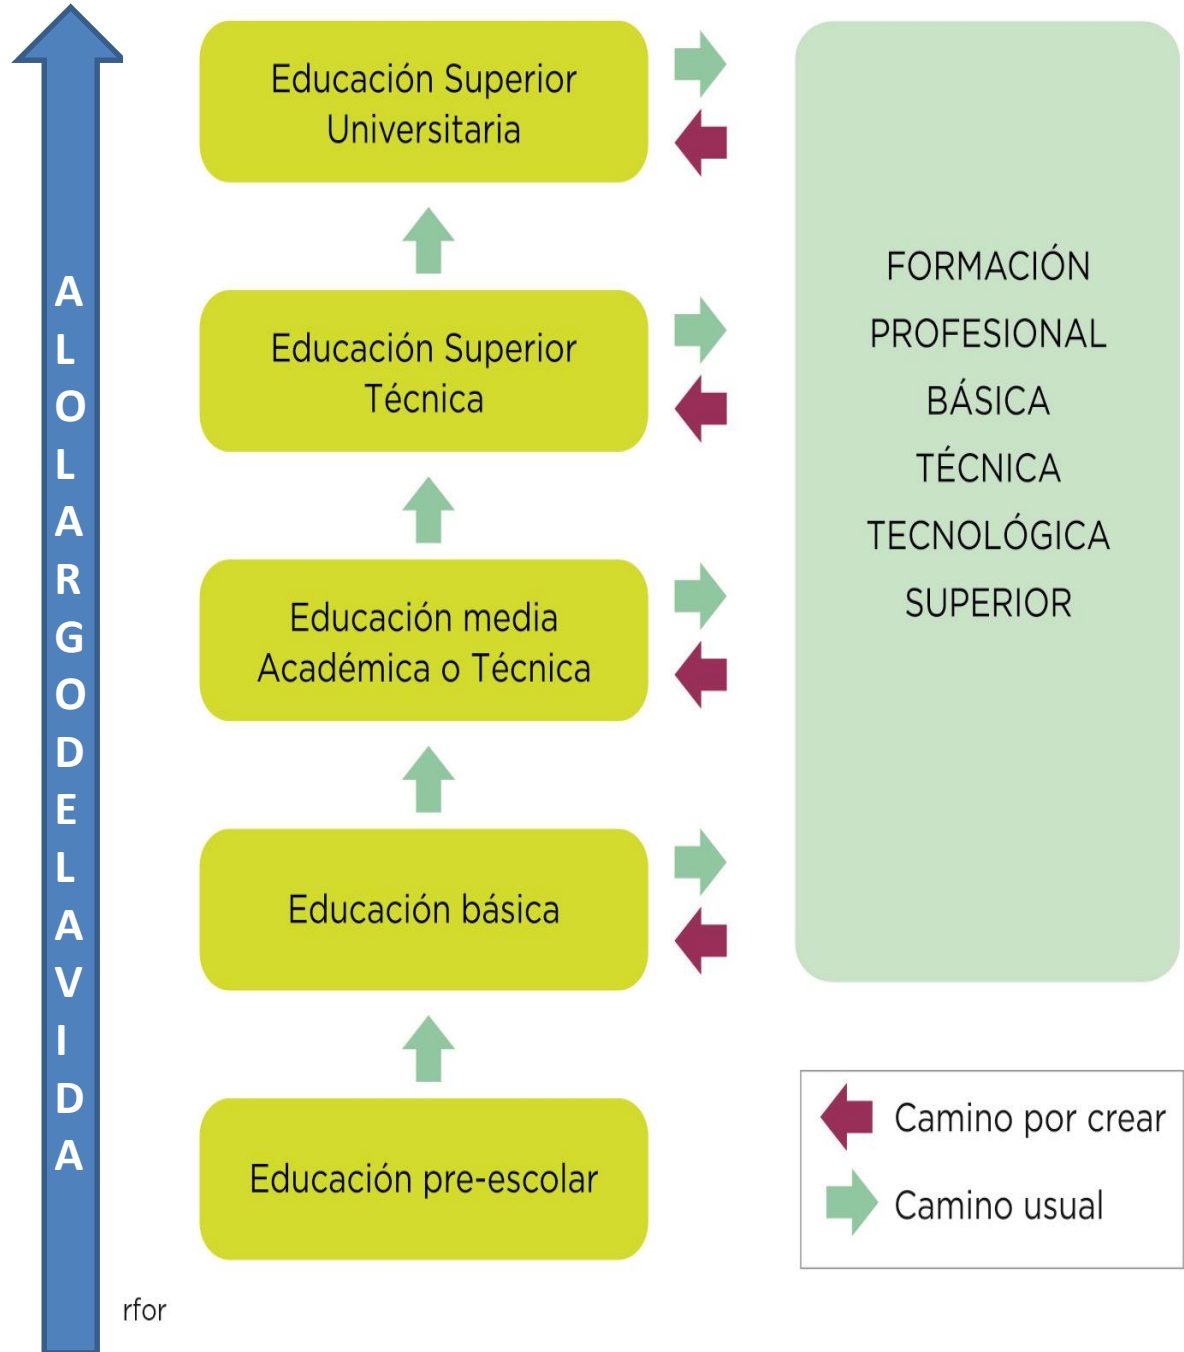 A
L
O
L
A
R
G
O
D
E
L
A
V
I
D
A
Educación Superior
Universitaria
Educación Superior
Técnica
Educación media
Académica o Técnica
Educación básica
Educación pre-escolar
FORMACIÓN
PROFESIONAL
BÁSICA
TÉCNICA
TECNOLÓGICA
SUPERIOR
Camino por crear
Camino usual
rfor